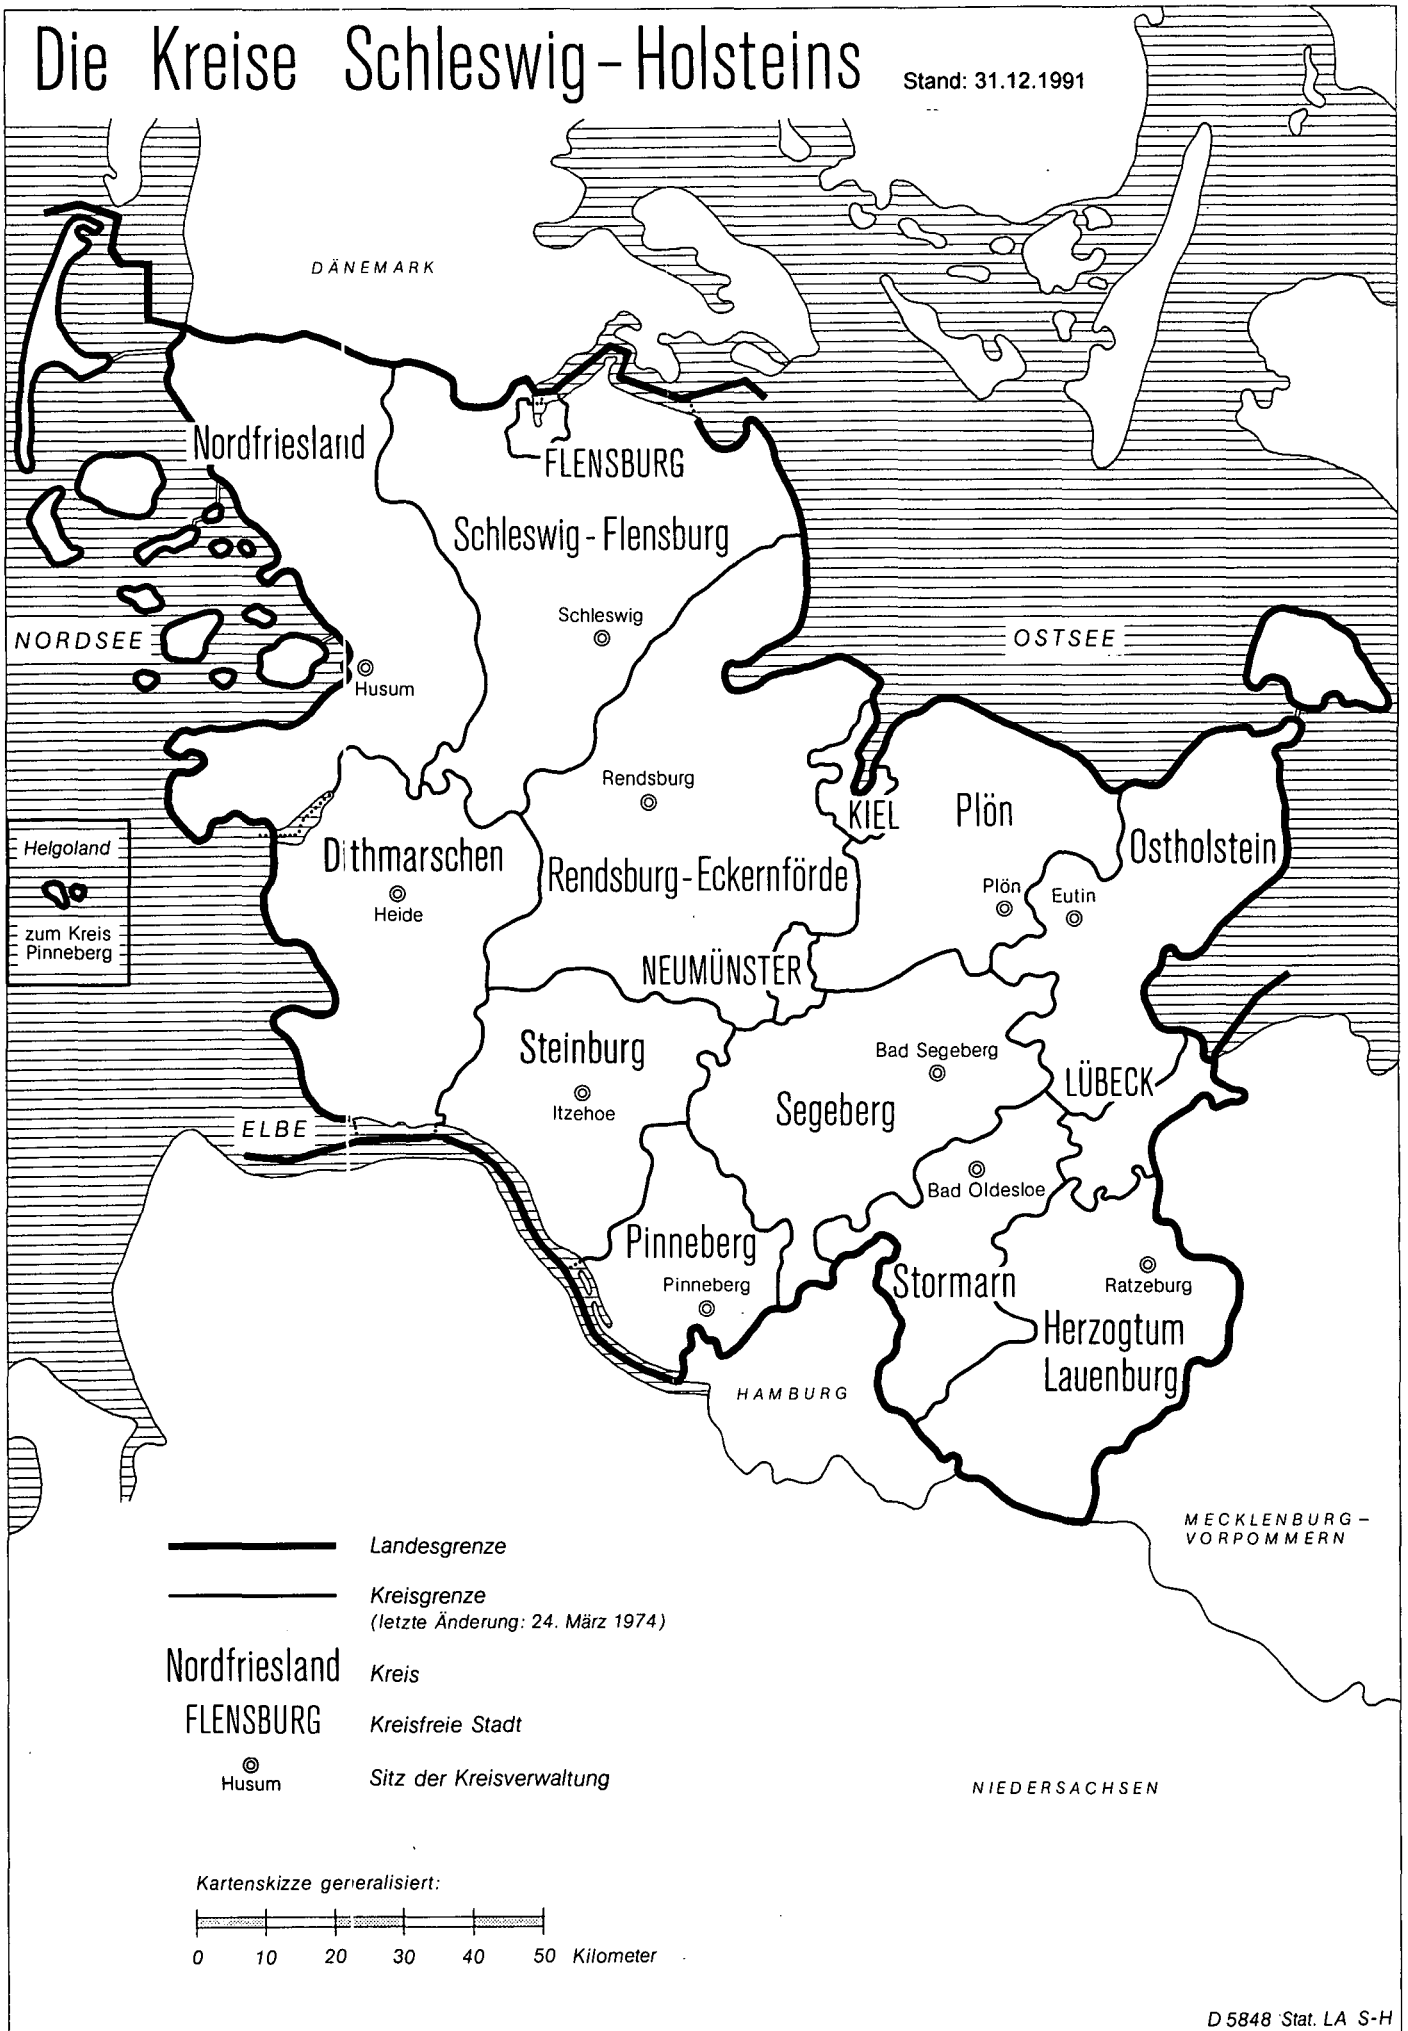 Die Kreise Schleswig-Holsteins
Stand: 31.12.1991
DÄNEMARK
Nordfriesland
FLENSBURG
Schleswig-Flensburg
Schleswig
NORDSEE
OSTSEE
Husum
Rendsburg
KIEL
Plön
Ostholstein
Helgoland
zum Kreis
Pinneberg
Dithmarschen
Heide
Rendsburg-Eckernförde
Plön
Eutin
NEUMÜNSTER
Steinburg
Itzehoe
Bad Segeberg
Segeberg
LÜBECK
ELBE
Bad Oldesloe
Pinneberg
Pinneberg
Stormarn
Ratzeburg
Herzogtum
Lauenburg
HAMBURG
MECKLENBURG-
VORPOMMERN
Landesgrenze
Kreisgrenze
(letzte Änderung: 24. März 1974)
Nordfriesland Kreis
FLENSBURG Kreisfreie Stadt
Husum Sitz der Kreisverwaltung
NIEDERSACHSEN
Kartenskizze generalisiert:
0 10 20 30 40 50 Kilometer
D 5848 Stat. LA S-H